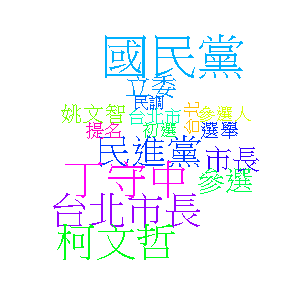 國民黨
立委
民調
姚文智 台北市 參選人
提名 初選 選舉
民進黨 市長
丁守中 參選
台北市長
柯文哲